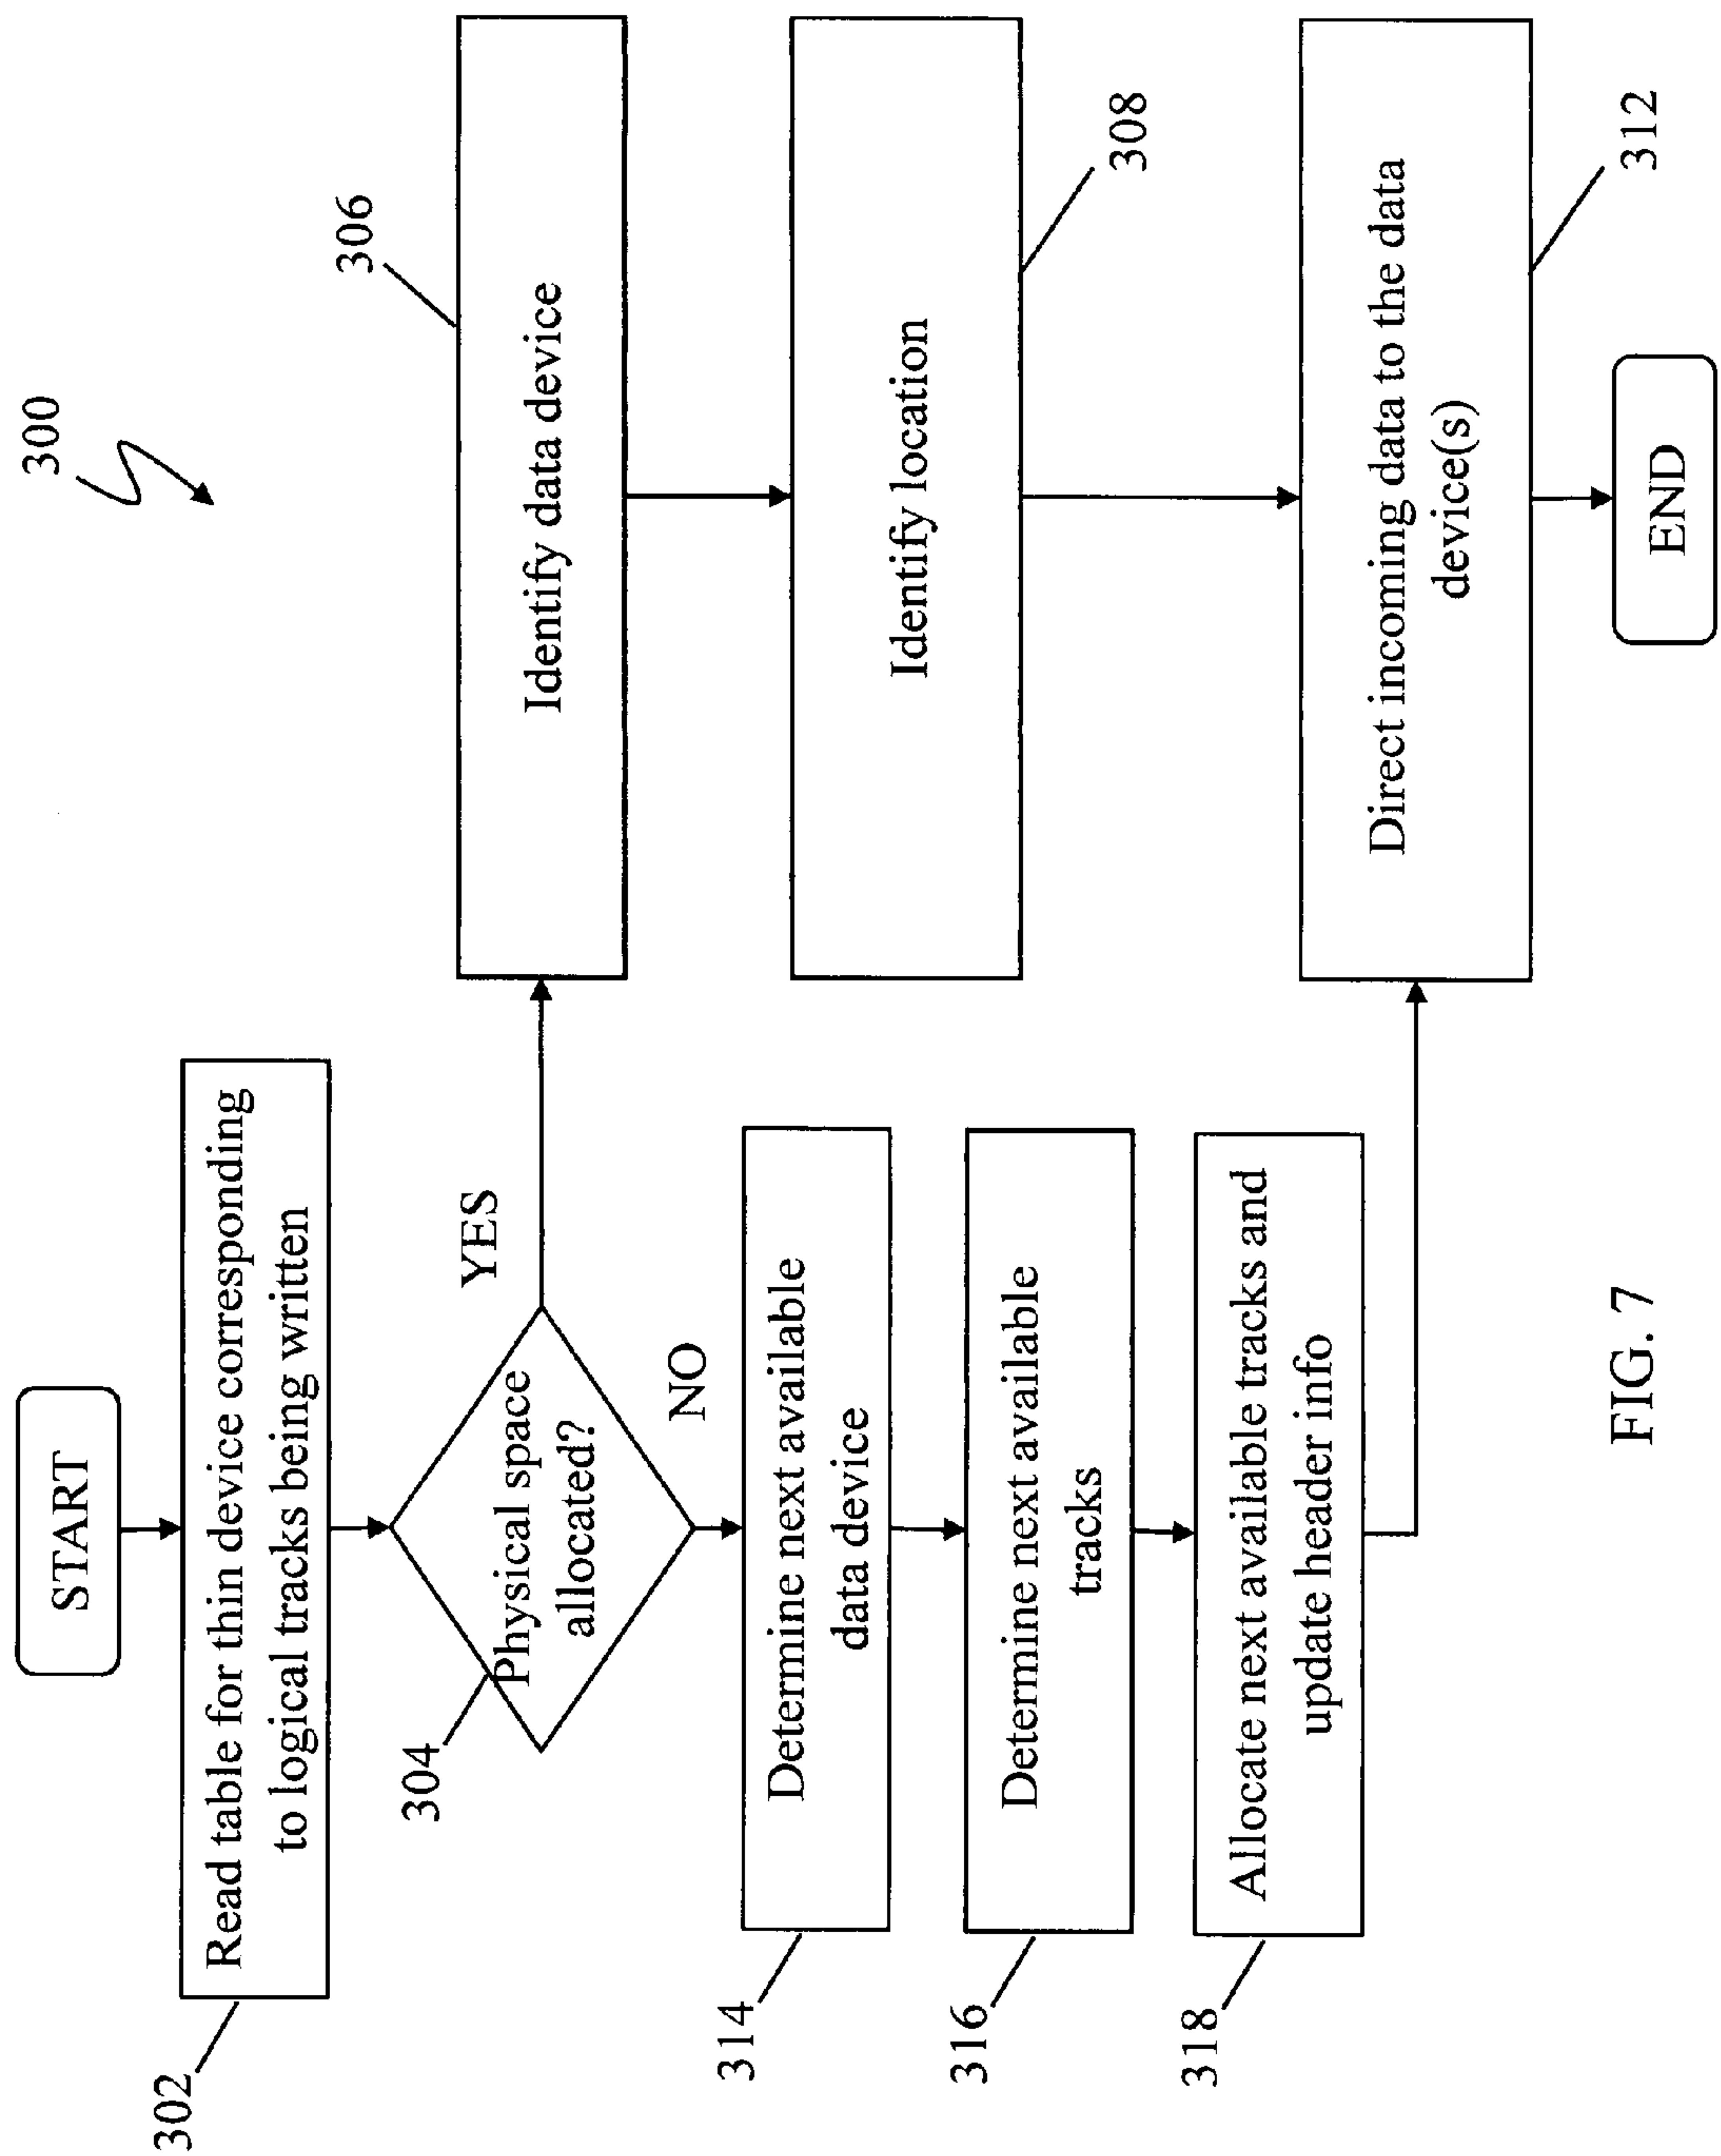 300
START
302
Read table for thin device corresponding
to logical tracks being written
304
Physical space
allocated?
YES
NO
306
Identify data device
Identify location
308
314
Determine next available
data device
316
Determine next available
tracks
318
Allocate next available tracks and
update header info
Direct incoming data to the data
device(s)
312
END
FIG. 7